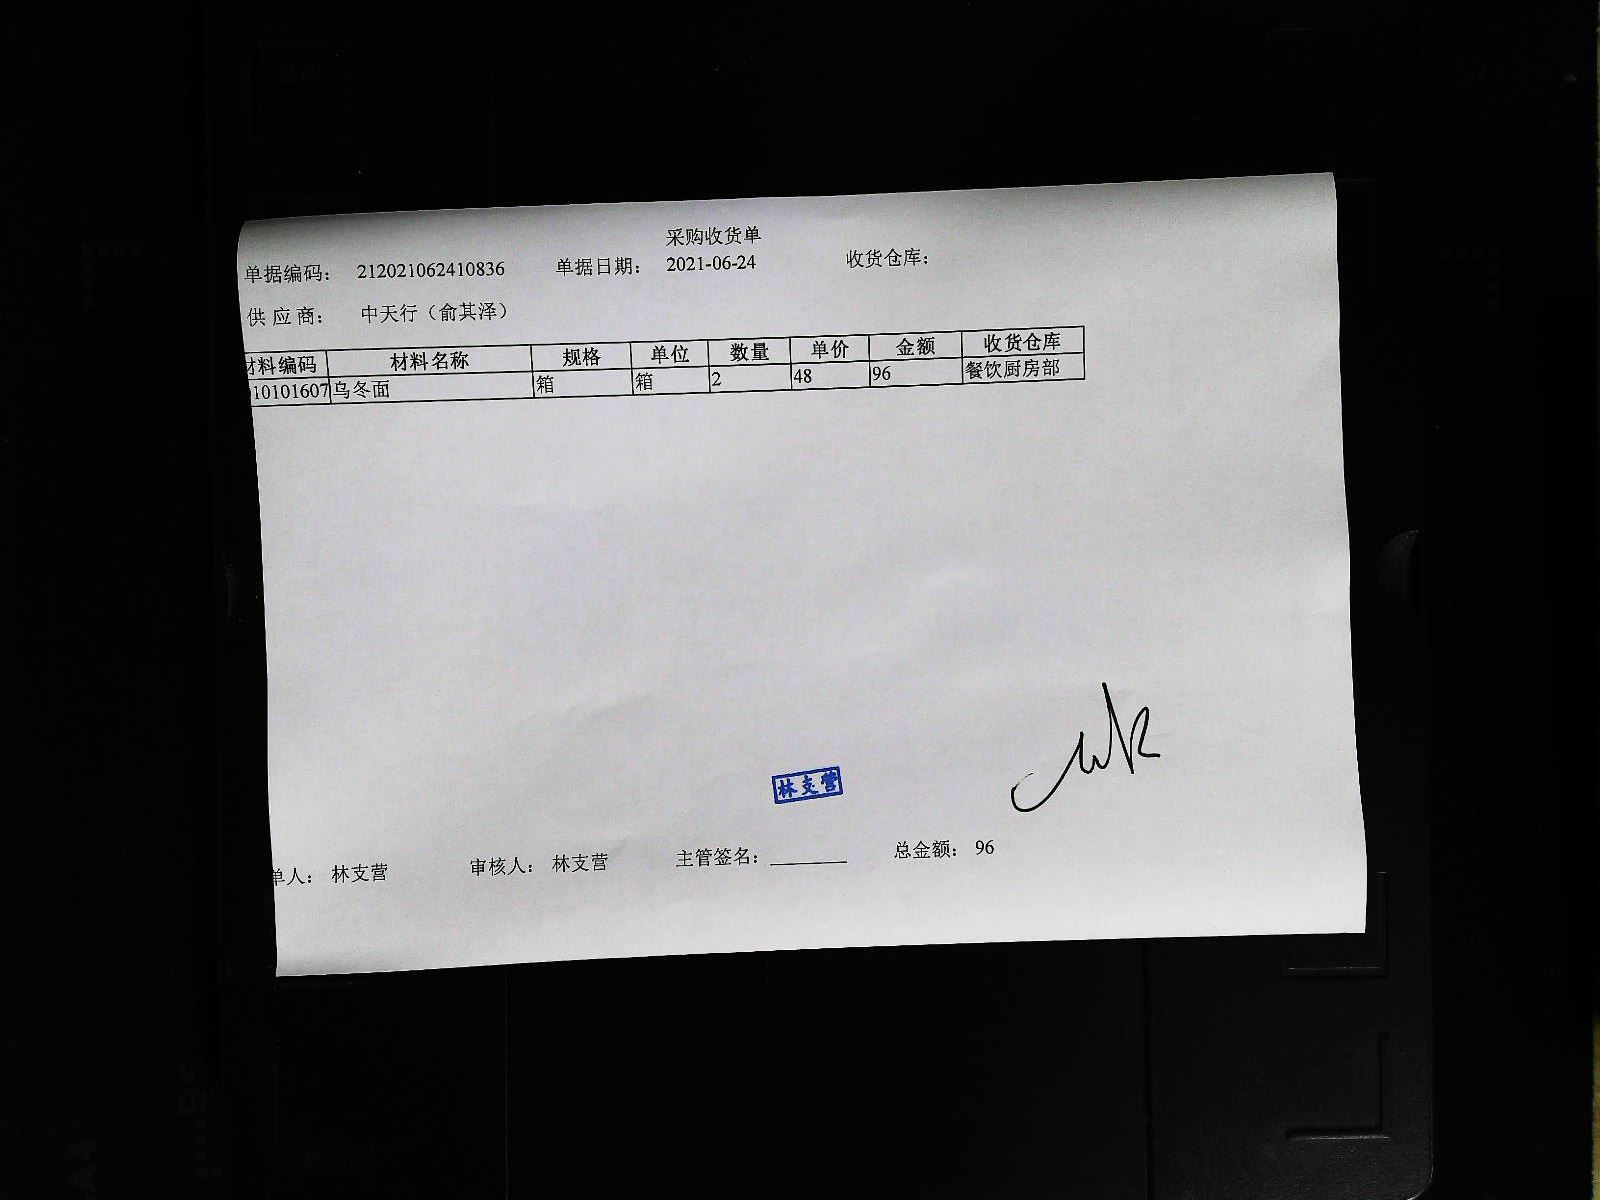 采购收货单
单据编码： 212021062410836 单据日期： 2021-06-24 收货仓库：
供 应 商： 中天行（俞其泽）
材料编码 材料名称 规格 单位 数量 单价 金额 收货仓库
10101607 乌冬面 箱 箱 2 48 96 餐饮厨房部
林支营
单人： 林支营 审核人： 林支营 主管签名：________ 总金额： 96